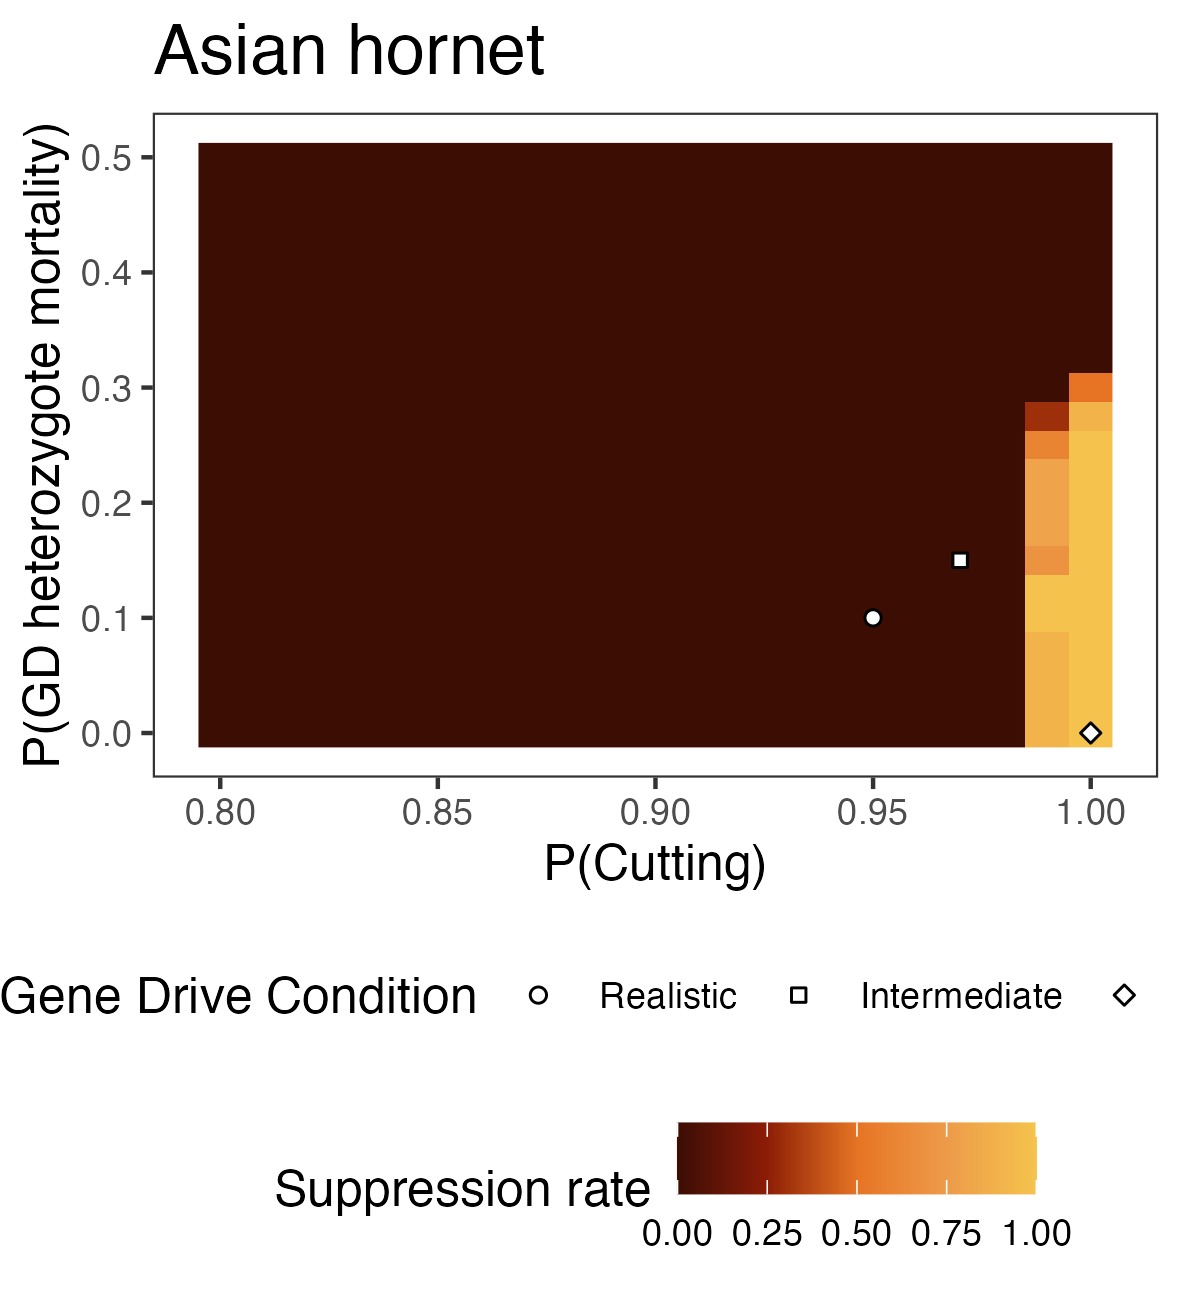 Asian hornet
P(GD heterozygote mortality)
0.5
0.4
0.3
0.2
0.1
0.0
0.80 0.85 0.90 0.95 1.00
P(Cutting)
Gene Drive Condition Realistic Intermediate
Suppression rate
0.00 0.25 0.50 0.75 1.00